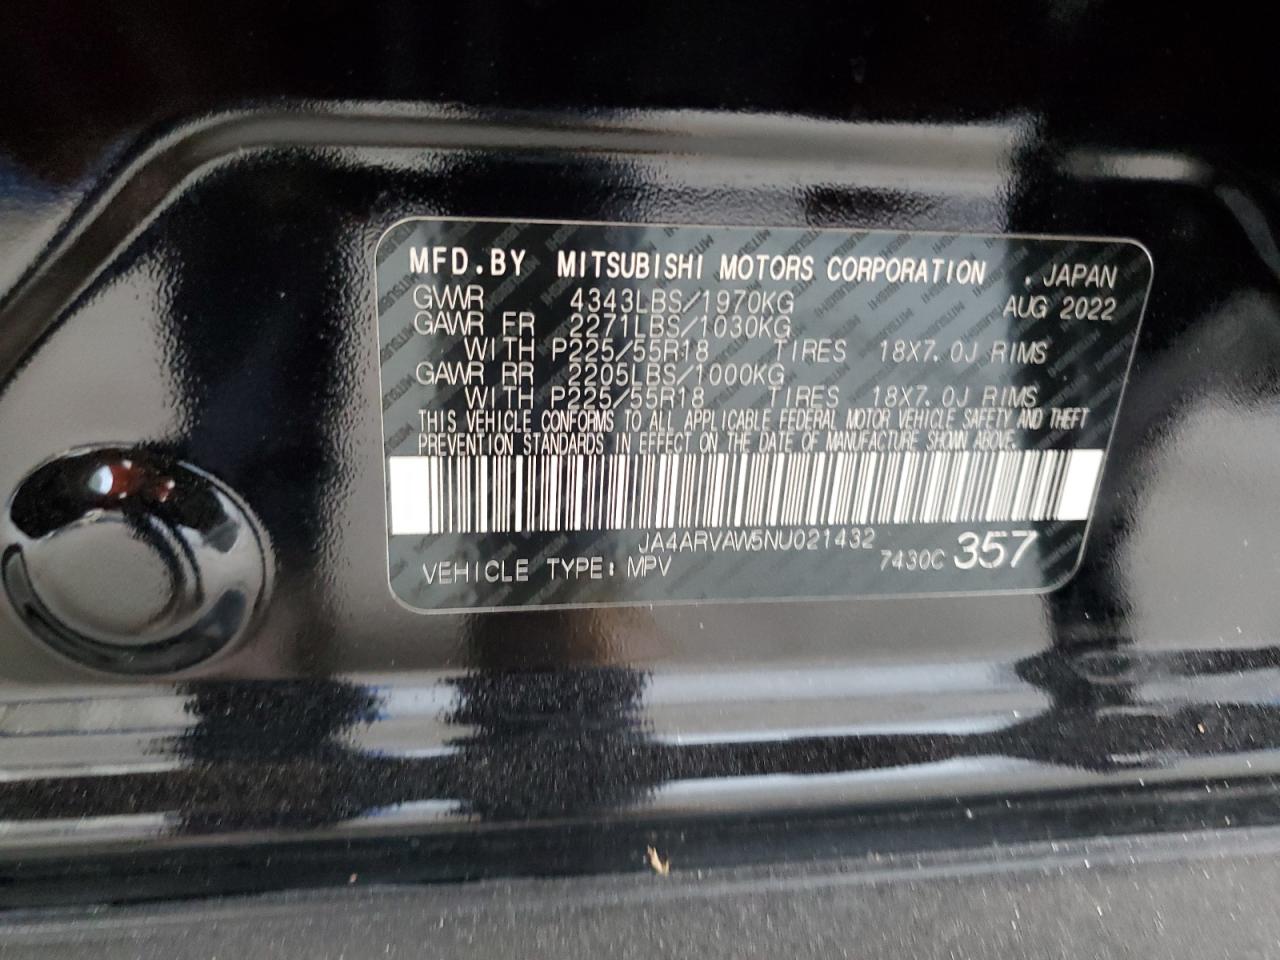 MFD.BY MITSUBISHI MOTORS CORPORATION , JAPAN
GVWR 4343LBS/1970KG AUG 2022
GAWR FR 2271LBS/1030KG
WITH P225/55R18 TIRES 18X7.0J RIMS
GAWR RR 2205LBS/1000KG
WITH P225/55R18 TIRES 18X7.0J RIMS
THIS VEHICLE CONFORMS TO ALL APPLICABLE FEDERAL MOTOR VEHICLE SAFETY AND THEFT
PREVENTION STANDARDS IN EFFECT ON THE DATE OF MANUFACTURE SHOWN ABOVE.
JA4ARVAW5NU021432
VEHICLE TYPE: MPV 7430C 357